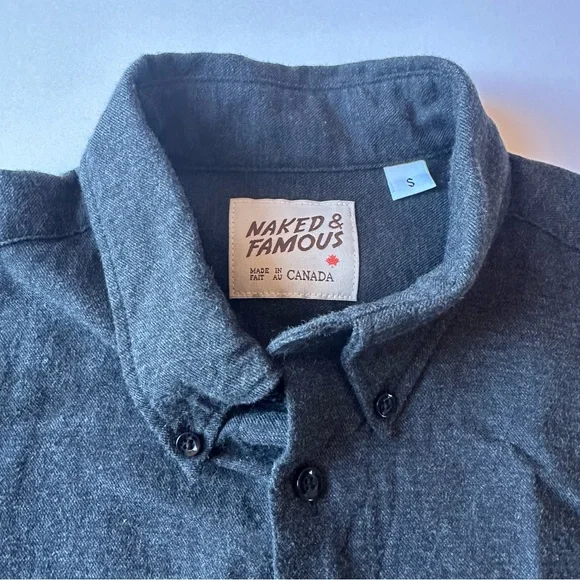 NAKED &
FAMOUS
MADE IN
FAIT AU CANADA
S